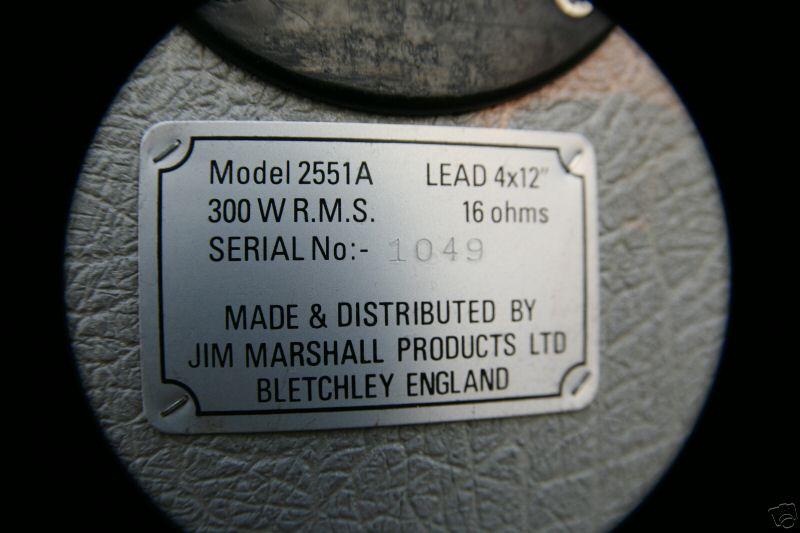 Model 2551A LEAD 4x12"
300 W R.M.S. 16 ohms
SERIAL No:- 1049
MADE & DISTRIBUTED BY
JIM MARSHALL PRODUCTS LTD
BLETCHLEY ENGLAND